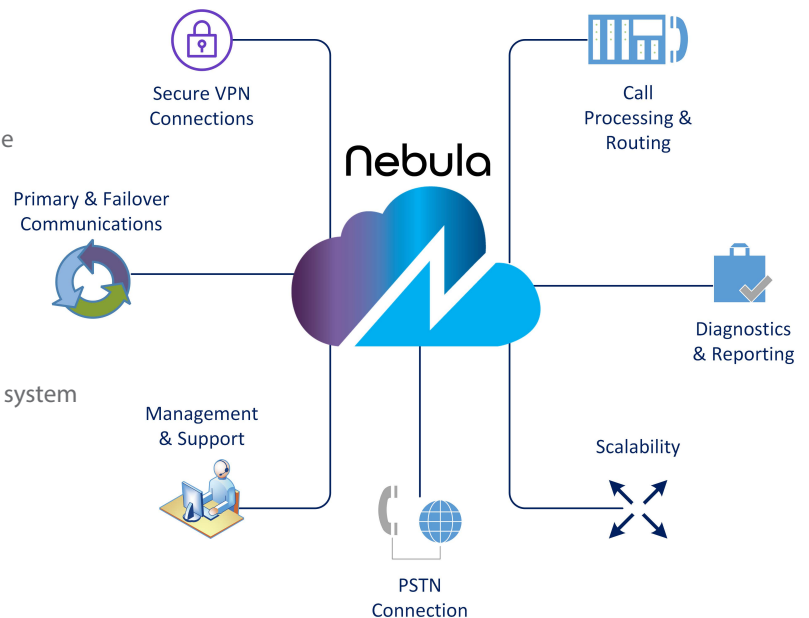 Secure VPN
Connections
Call
Processing &
Routing
e
nebula
Primary & Failover
Communications
Diagnostics
& Reporting
system
Management
& Support
Scalability
PSTN
Connection